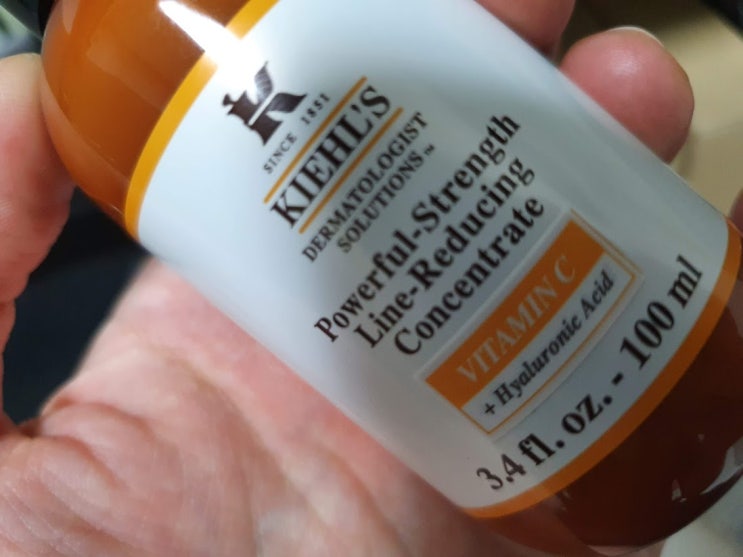 SINCE 1851
KIEHL'S
DERMATOLOGIST
SOLUTIONS™
Powerful-Strength
Line-Reducing
Concentrate
VITAMIN C
+ Hyaluronic Acid
3.4 fl. oz. - 100 ml